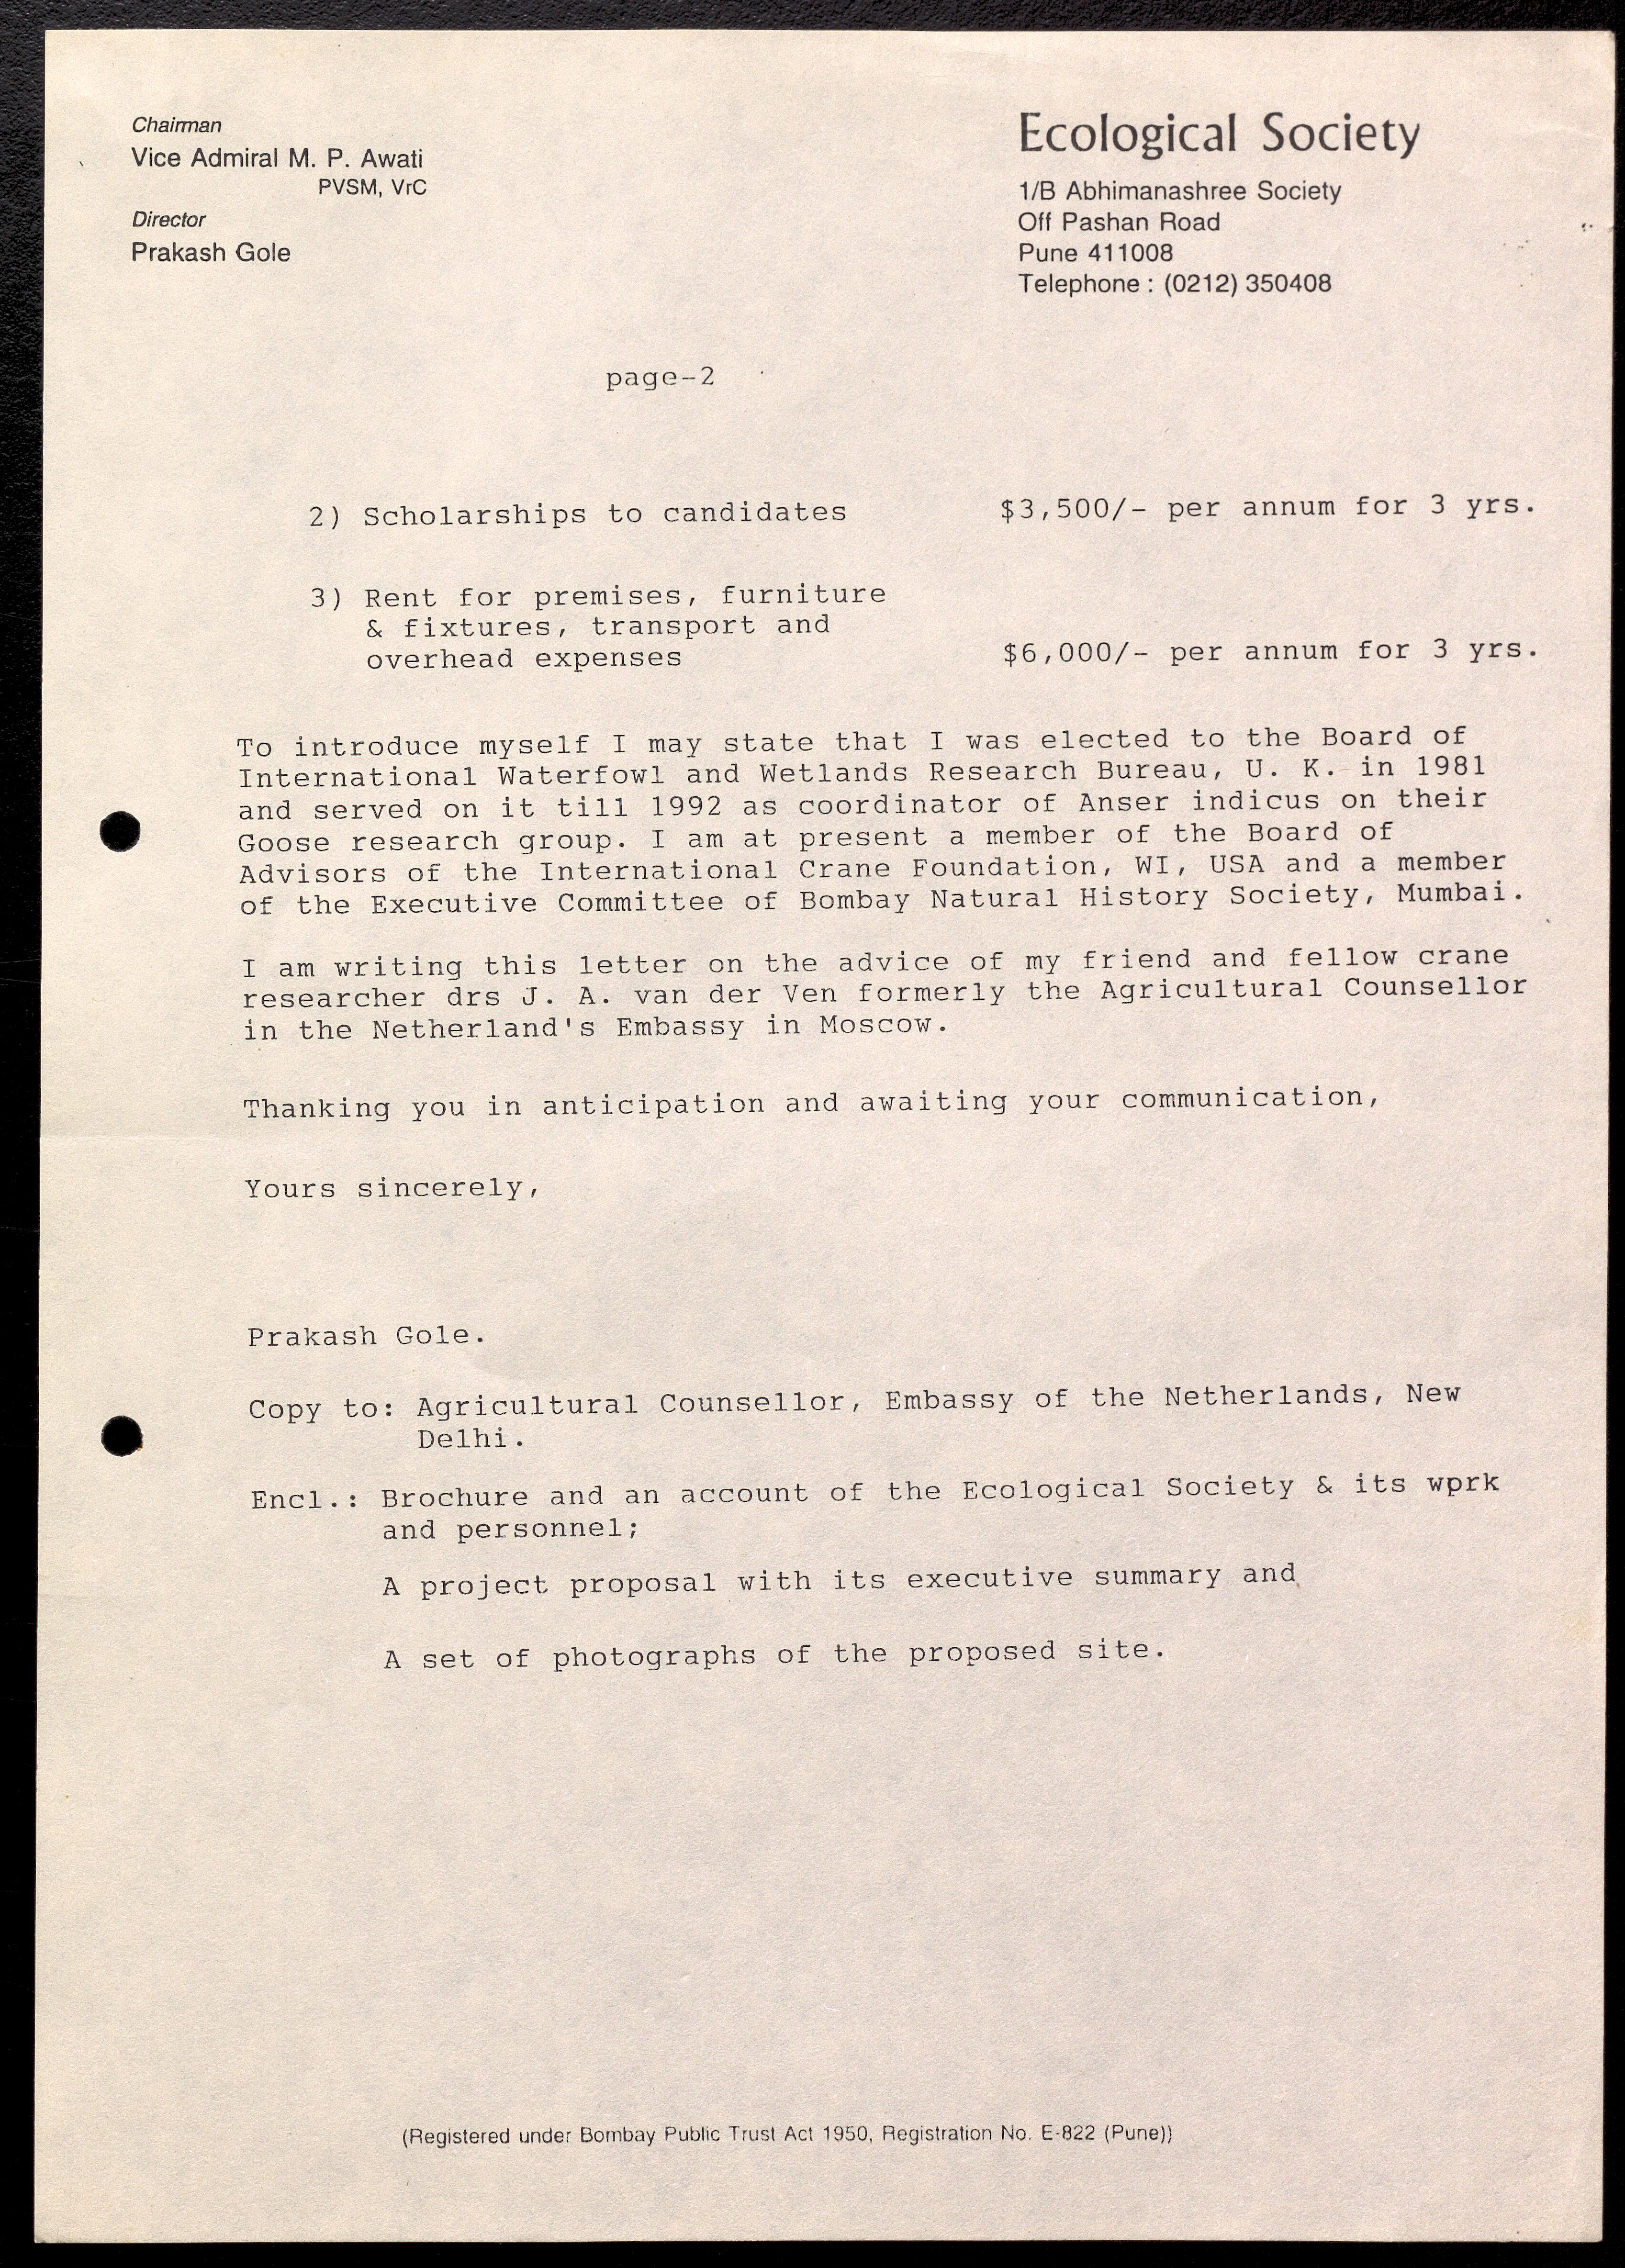 Chairman
Vice Admiral M. P. Awati
PVSM, VrC
Director
Prakash Gole
Ecological Society
1/B Abhimanashree Society
Off Pashan Road
Pune 411008
Telephone : (0212) 350408
page-2
2) Scholarships to candidates $3,500/- per annum for 3 yrs.
3) Rent for premises, furniture
& fixtures, transport and
overhead expenses $6,000/- per annum for 3 yrs.
To introduce myself I may state that I was elected to the Board of
International Waterfowl and Wetlands Research Bureau, U. K. in 1981
and served on it till 1992 as coordinator of Anser indicus on their
Goose research group. I am at present a member of the Board of
Advisors of the International Crane Foundation, WI, USA and a member
of the Executive Committee of Bombay Natural History Society, Mumbai.
I am writing this letter on the advice of my friend and fellow crane
researcher drs J. A. van der Ven formerly the Agricultural Counsellor
in the Netherland's Embassy in Moscow.
Thanking you in anticipation and awaiting your communication,
Yours sincerely,
Prakash Gole.
Copy to: Agricultural Counsellor, Embassy of the Netherlands, New
Delhi.
Encl.: Brochure and an account of the Ecological Society & its wprk
and personnel;
A project proposal with its executive summary and
A set of photographs of the proposed site.
(Registered under Bombay Public Trust Act 1950, Registration No. E-822 (Pune))